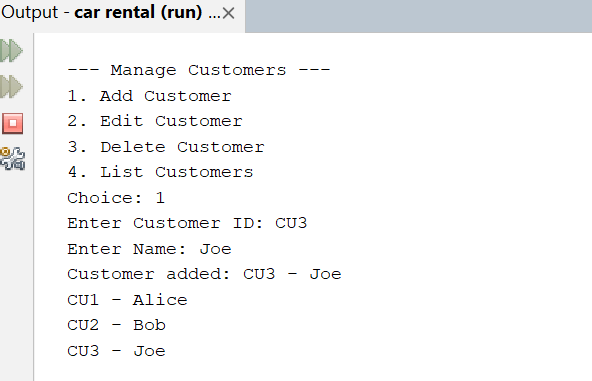 Output - car rental (run) ...×
--- Manage Customers ---
1. Add Customer
2. Edit Customer
3. Delete Customer
4. List Customers
Choice: 1
Enter Customer ID: CU3
Enter Name: Joe
Customer added: CU3 - Joe
CU1 - Alice
CU2 - Bob
CU3 - Joe